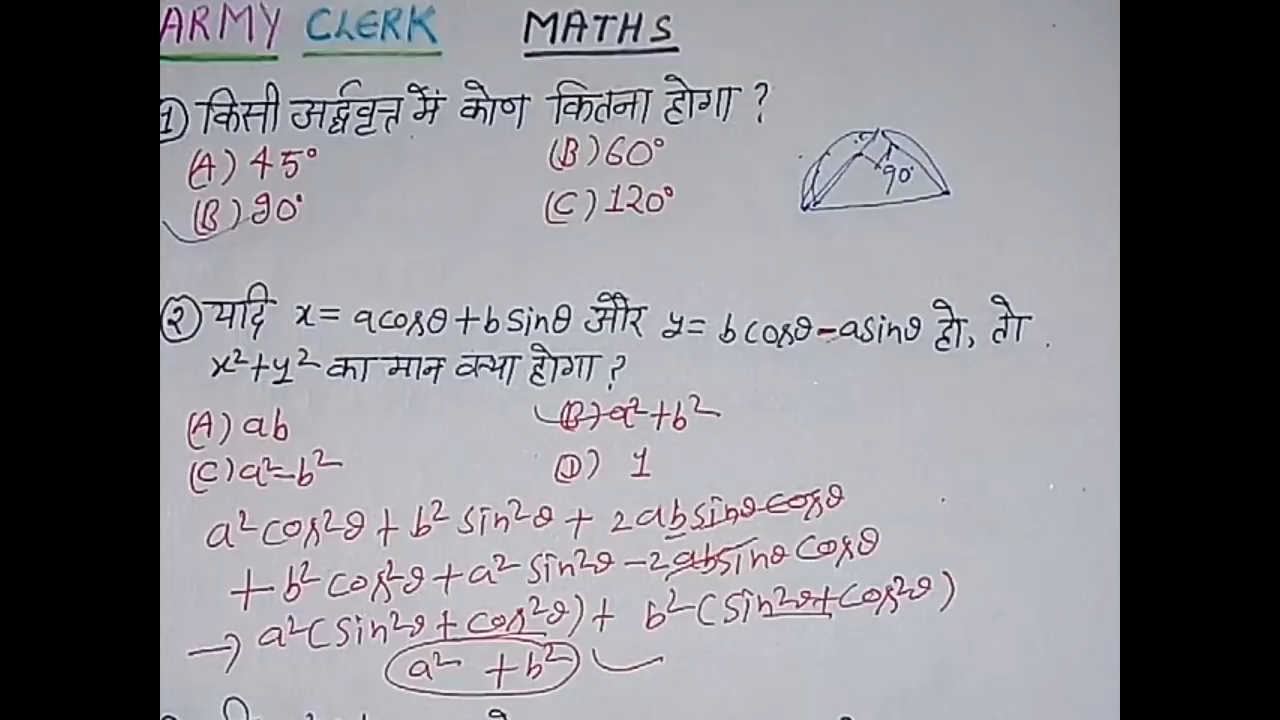 ARMY CLERK MATHS
1) किसी अर्द्धवृत्त में कोण कितना होगा ?
(A) 45° (B) 60°
(B) 90° (C) 120°
90°
2) यदि x = acosθ + b sinθ और y = b cosθ - asinθ हो, तो
x² + y² का मान क्या होगा ?
(A) ab (B) a² + b²
(C) a² - b² (D) 1
a² cos²θ + b² sin²θ + 2ab sinθ cosθ
+ b² cos²θ + a² sin²θ - 2ab sinθ cosθ
→ a² (sin²θ + cos²θ) + b² (sin²θ + cos²θ)
a² + b²